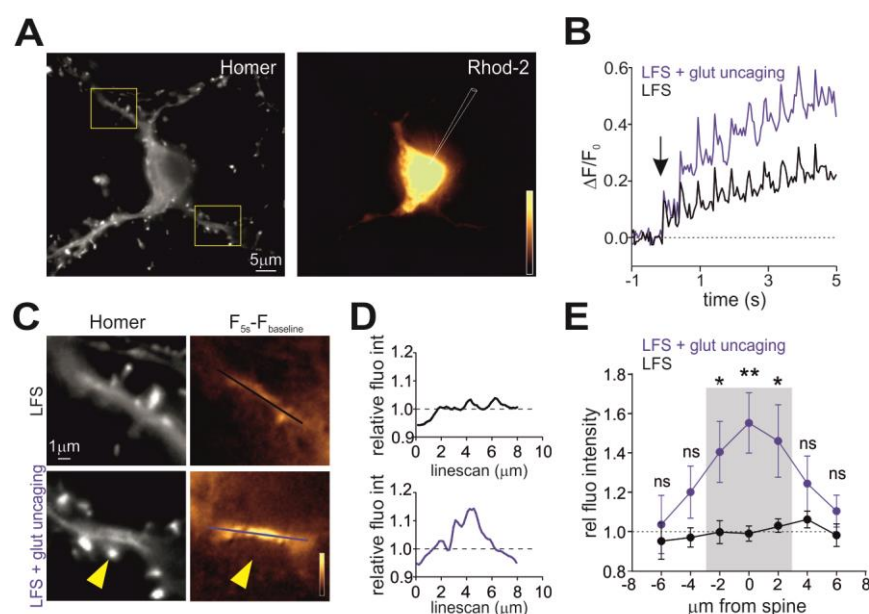 A
Homer
5µm
Rhod-2
B
LFS + glut uncaging
LFS
ΔF/F0
0.6
0.4
0.2
0.0
-1 1 3 5
time (s)
C
Homer
F5s-Fbaseline
LFS
1µm
LFS + glut uncaging
D
relative fluo int
1.2
1.1
1.0
0.9
0 2 4 6 8 10
linescan (µm)
relative fluo int
1.2
1.1
1.0
0.9
0 2 4 6 8 10
linescan (µm)
E
LFS + glut uncaging
LFS
rel fluo intensity
1.8
1.6
1.4
1.2
1.0
0.8
ns ns * ** * ns ns
-8 -6 -4 -2 0 2 4 6 8
µm from spine